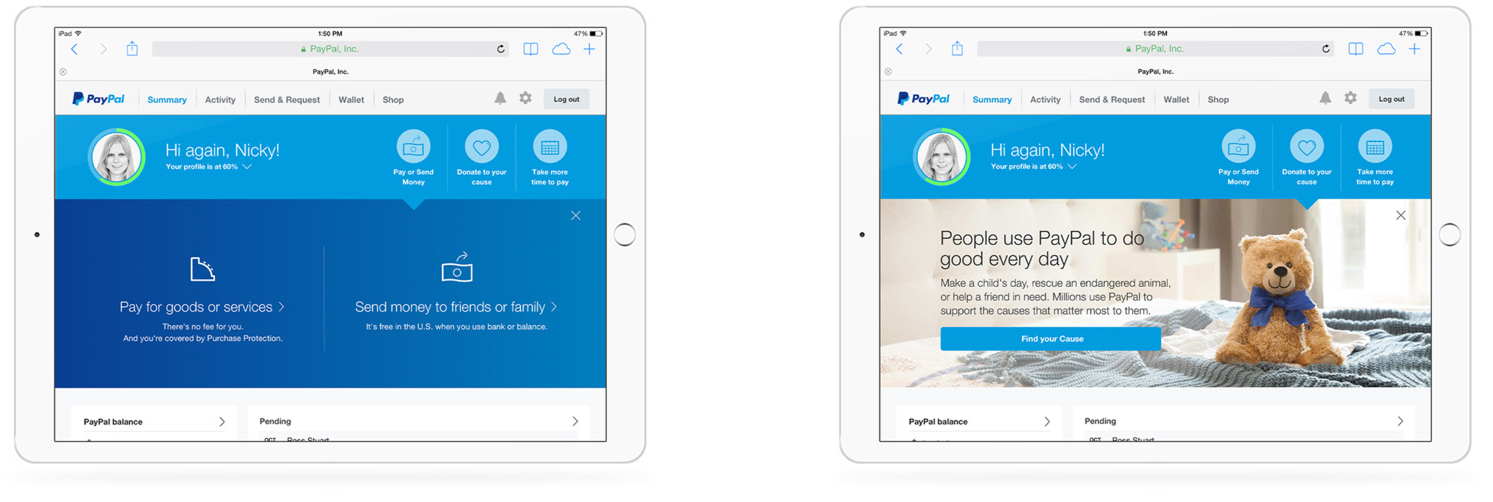 iPad
1:50 PM
47%
PayPal, Inc.
PayPal, Inc.
PayPal
Summary
Activity
Send & Request
Wallet
Shop
Log out
Hi again, Nicky!
Your profile is at 60%
Pay or Send
Money
Donate to your
cause
Take more
time to pay
Pay for goods or services
There's no fee for you.
And you're covered by Purchase Protection.
Send money to friends or family
It's free in the U.S. when you use bank or balance.
PayPal balance
Pending
OCT
Ross Stuart
iPad
1:50 PM
47%
PayPal, Inc.
PayPal, Inc.
PayPal
Summary
Activity
Send & Request
Wallet
Shop
Log out
Hi again, Nicky!
Your profile is at 60%
Pay or Send
Money
Donate to your
cause
Take more
time to pay
People use PayPal to do
good every day
Make a child's day, rescue an endangered animal,
or help a friend in need. Millions use PayPal to
support the causes that matter most to them.
Find your Cause
PayPal balance
Pending
OCT
Ross Stuart